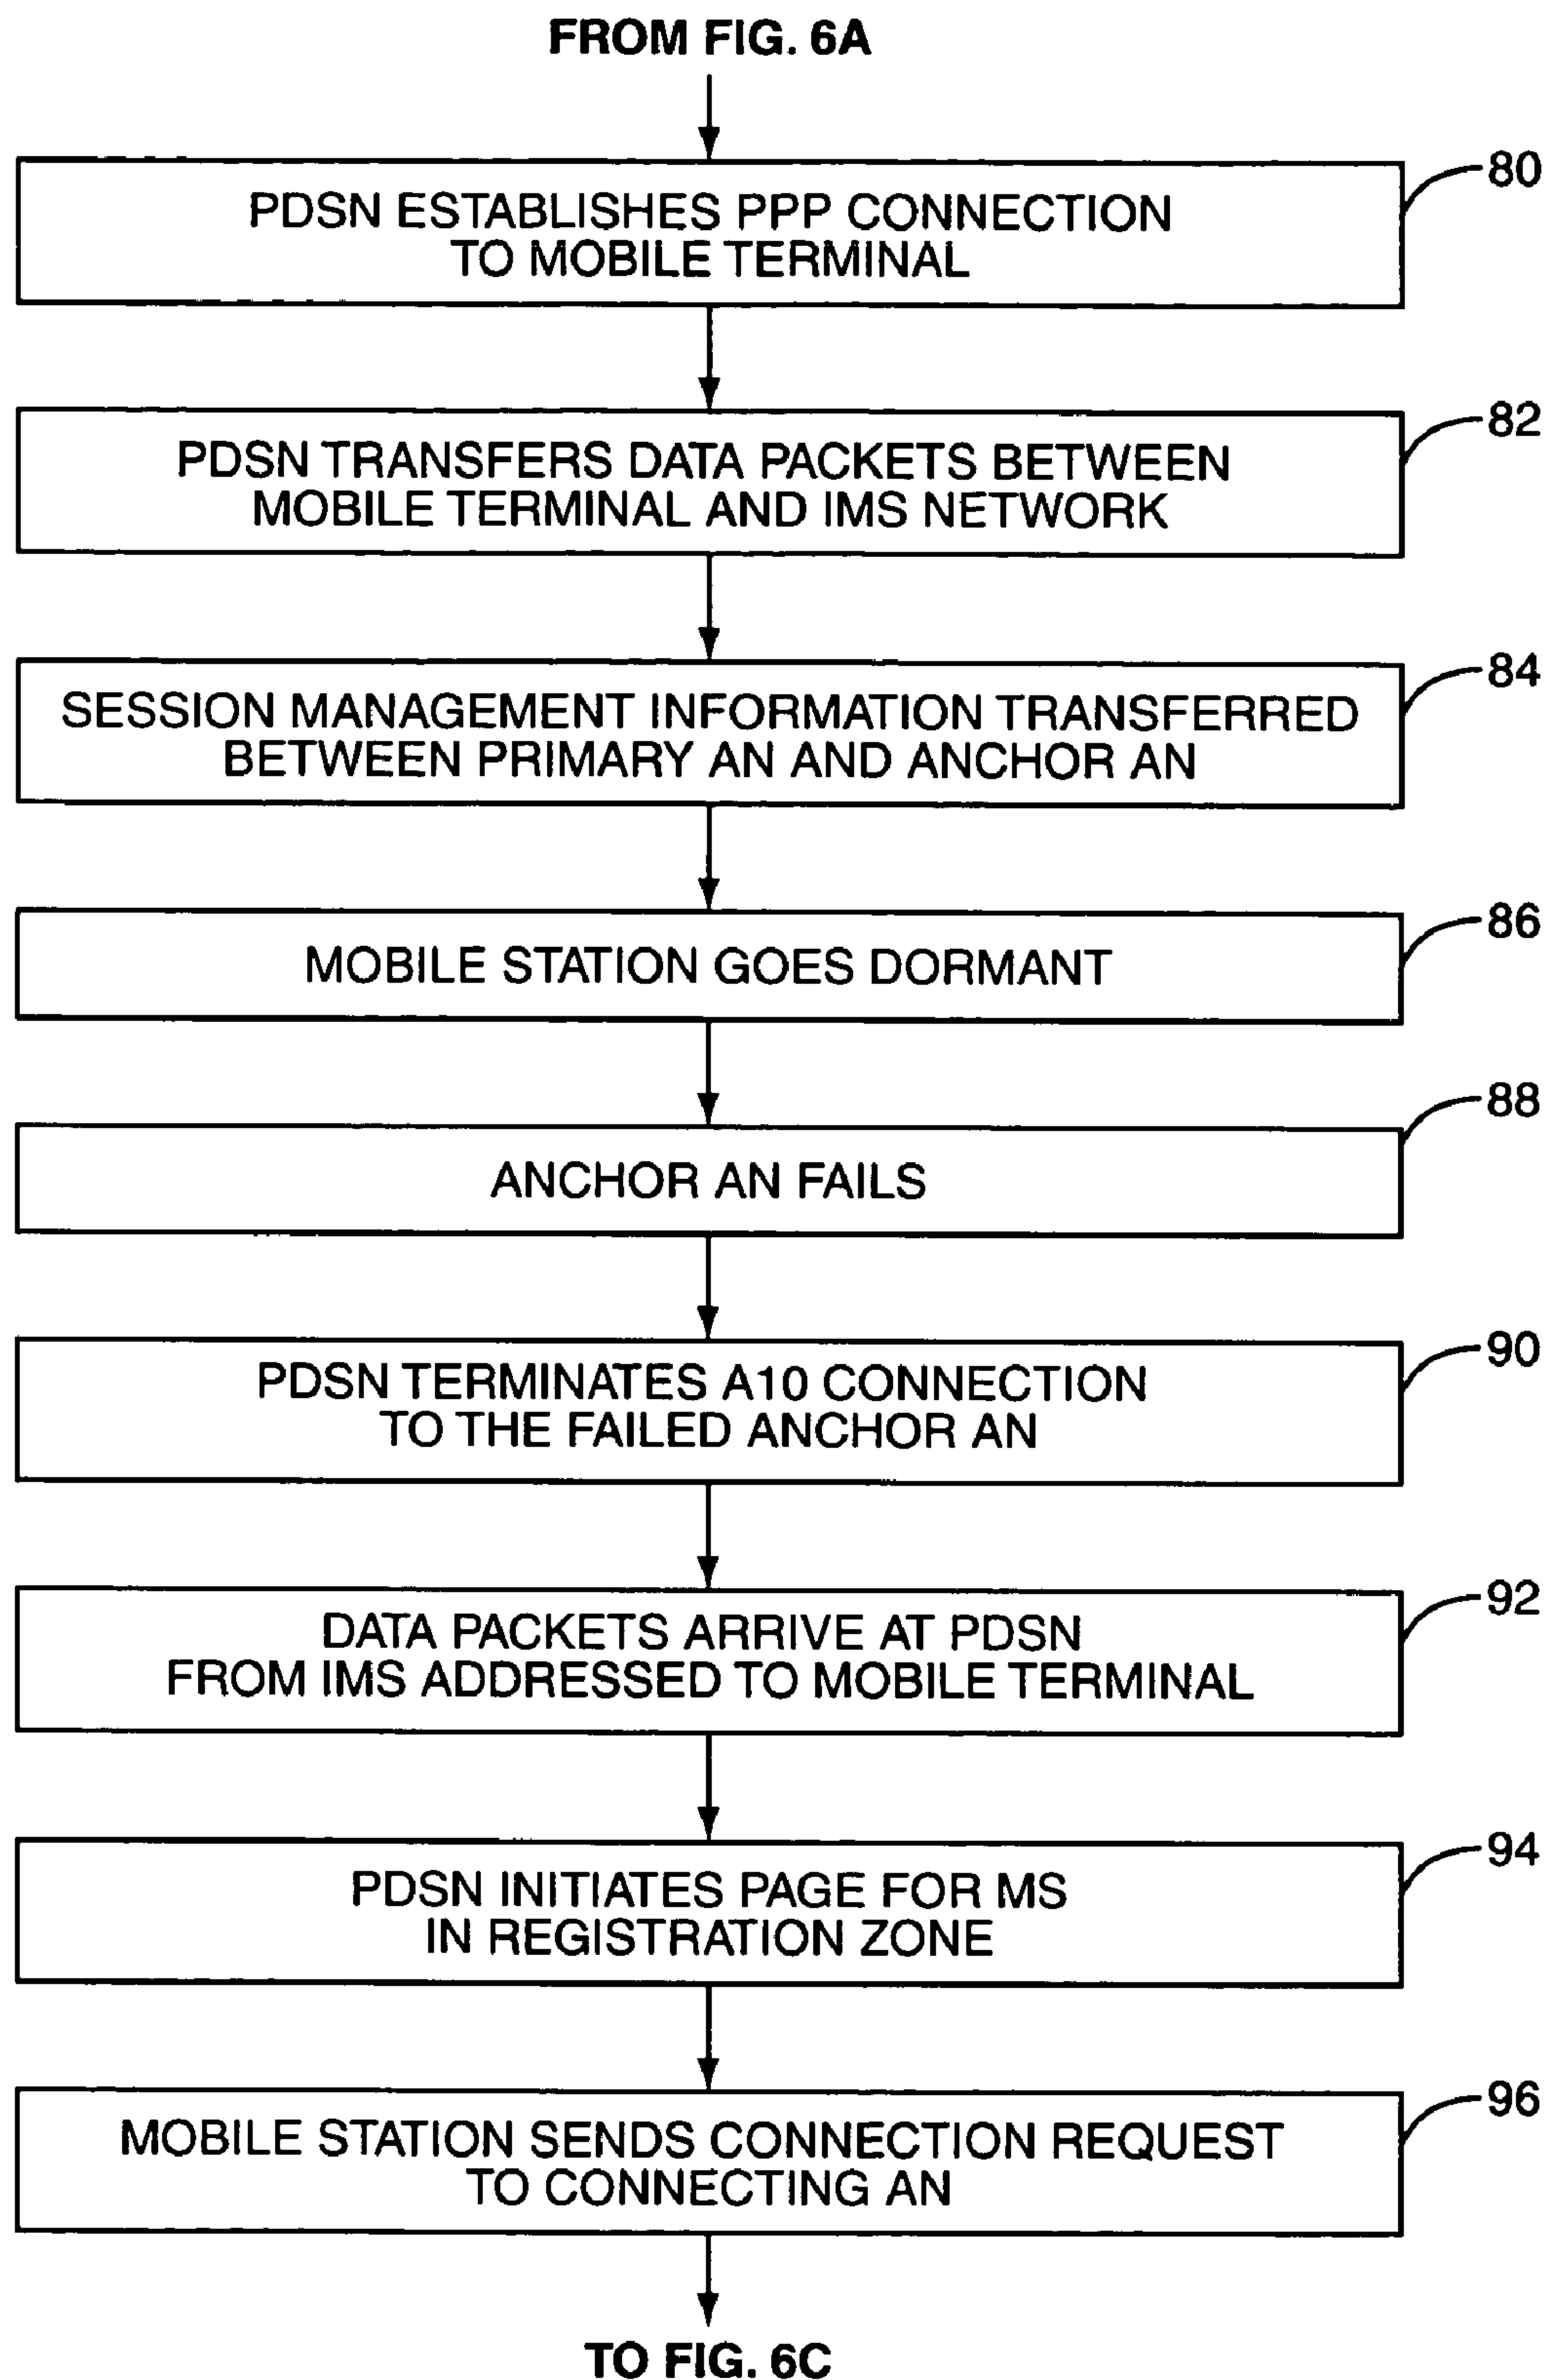 FROM FIG. 6A
80
PDSN ESTABLISHES PPP CONNECTION
TO MOBILE TERMINAL
82
PDSN TRANSFERS DATA PACKETS BETWEEN
MOBILE TERMINAL AND IMS NETWORK
84
SESSION MANAGEMENT INFORMATION TRANSFERRED
BETWEEN PRIMARY AN AND ANCHOR AN
86
MOBILE STATION GOES DORMANT
88
ANCHOR AN FAILS
90
PDSN TERMINATES A10 CONNECTION
TO THE FAILED ANCHOR AN
92
DATA PACKETS ARRIVE AT PDSN
FROM IMS ADDRESSED TO MOBILE TERMINAL
94
PDSN INITIATES PAGE FOR MS
IN REGISTRATION ZONE
96
MOBILE STATION SENDS CONNECTION REQUEST
TO CONNECTING AN
TO FIG. 6C